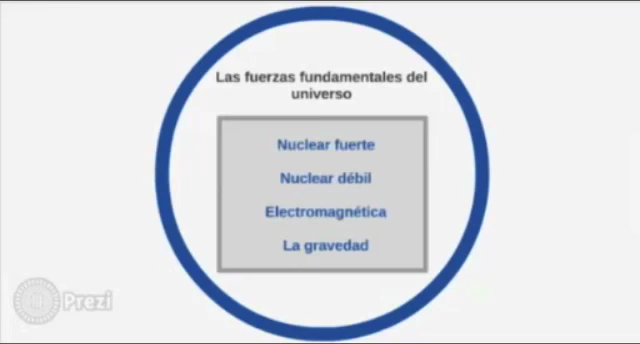 Las fuerzas fundamentales del
universo
Nuclear fuerte
Nuclear débil
Electromagnética
La gravedad
Prezi